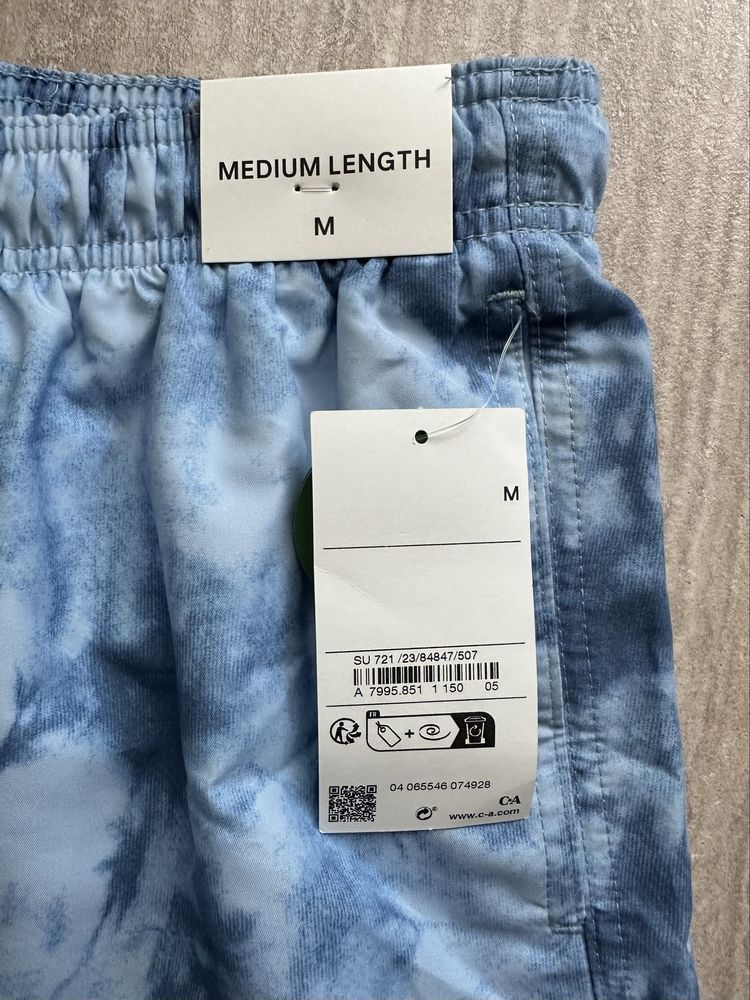 MEDIUM LENGTH
M
M
SU 721 /23/84847/507
A 7995.851 1 150 05
FR
+
04 065546 074928
C&A
www.c-a.com